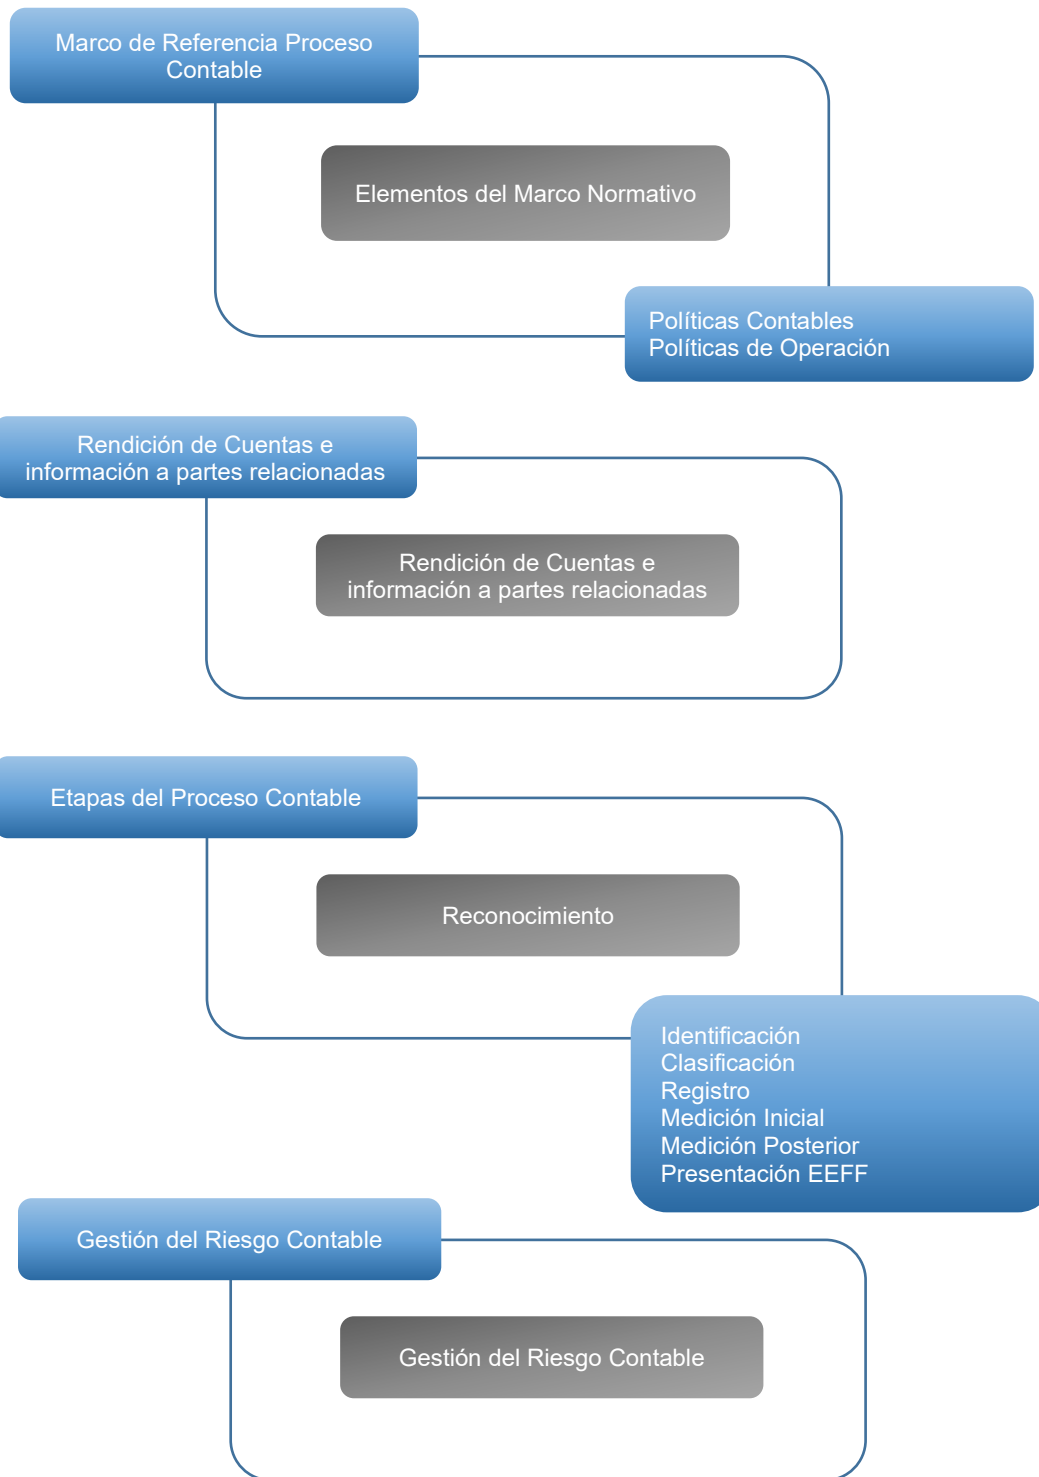 Marco de Referencia Proceso
Contable
Elementos del Marco Normativo
Políticas Contables
Políticas de Operación
Rendición de Cuentas e
información a partes relacionadas
Rendición de Cuentas e
información a partes relacionadas
Etapas del Proceso Contable
Reconocimiento
Identificación
Clasificación
Registro
Medición Inicial
Medición Posterior
Presentación EEFF
Gestión del Riesgo Contable
Gestión del Riesgo Contable